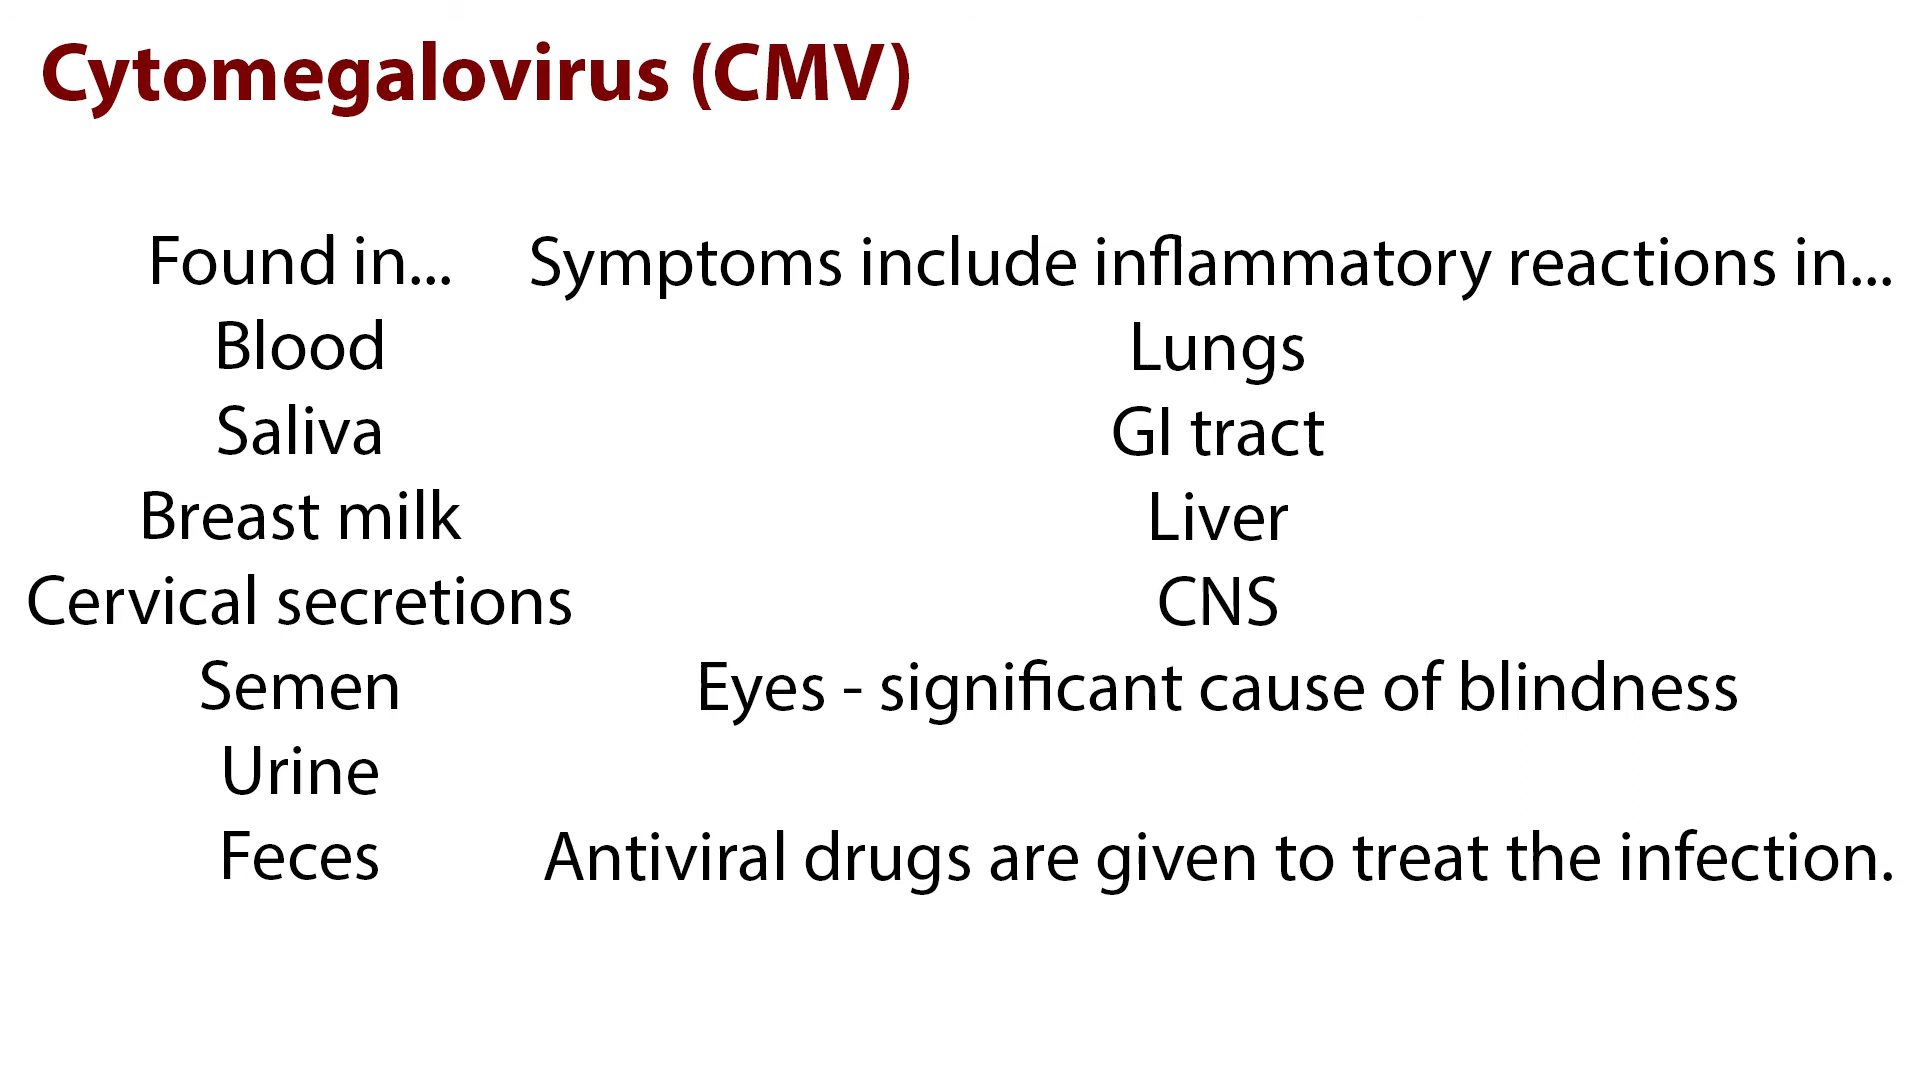 Cytomegalovirus (CMV)
Found in...
Blood
Saliva
Breast milk
Cervical secretions
Semen
Urine
Feces
Symptoms include inflammatory reactions in...
Lungs
GI tract
Liver
CNS
Eyes - significant cause of blindness
Antiviral drugs are given to treat the infection.